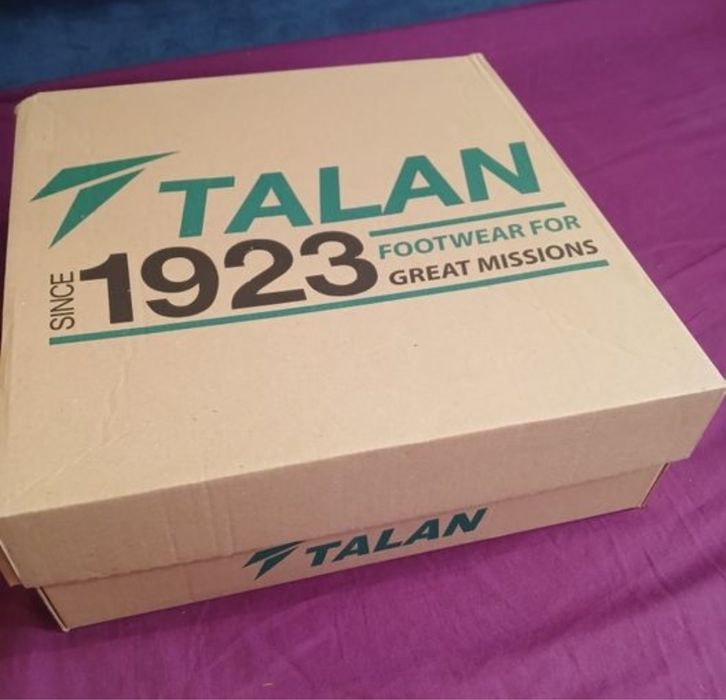 TALAN
SINCE 1923
FOOTWEAR FOR
GREAT MISSIONS
TALAN